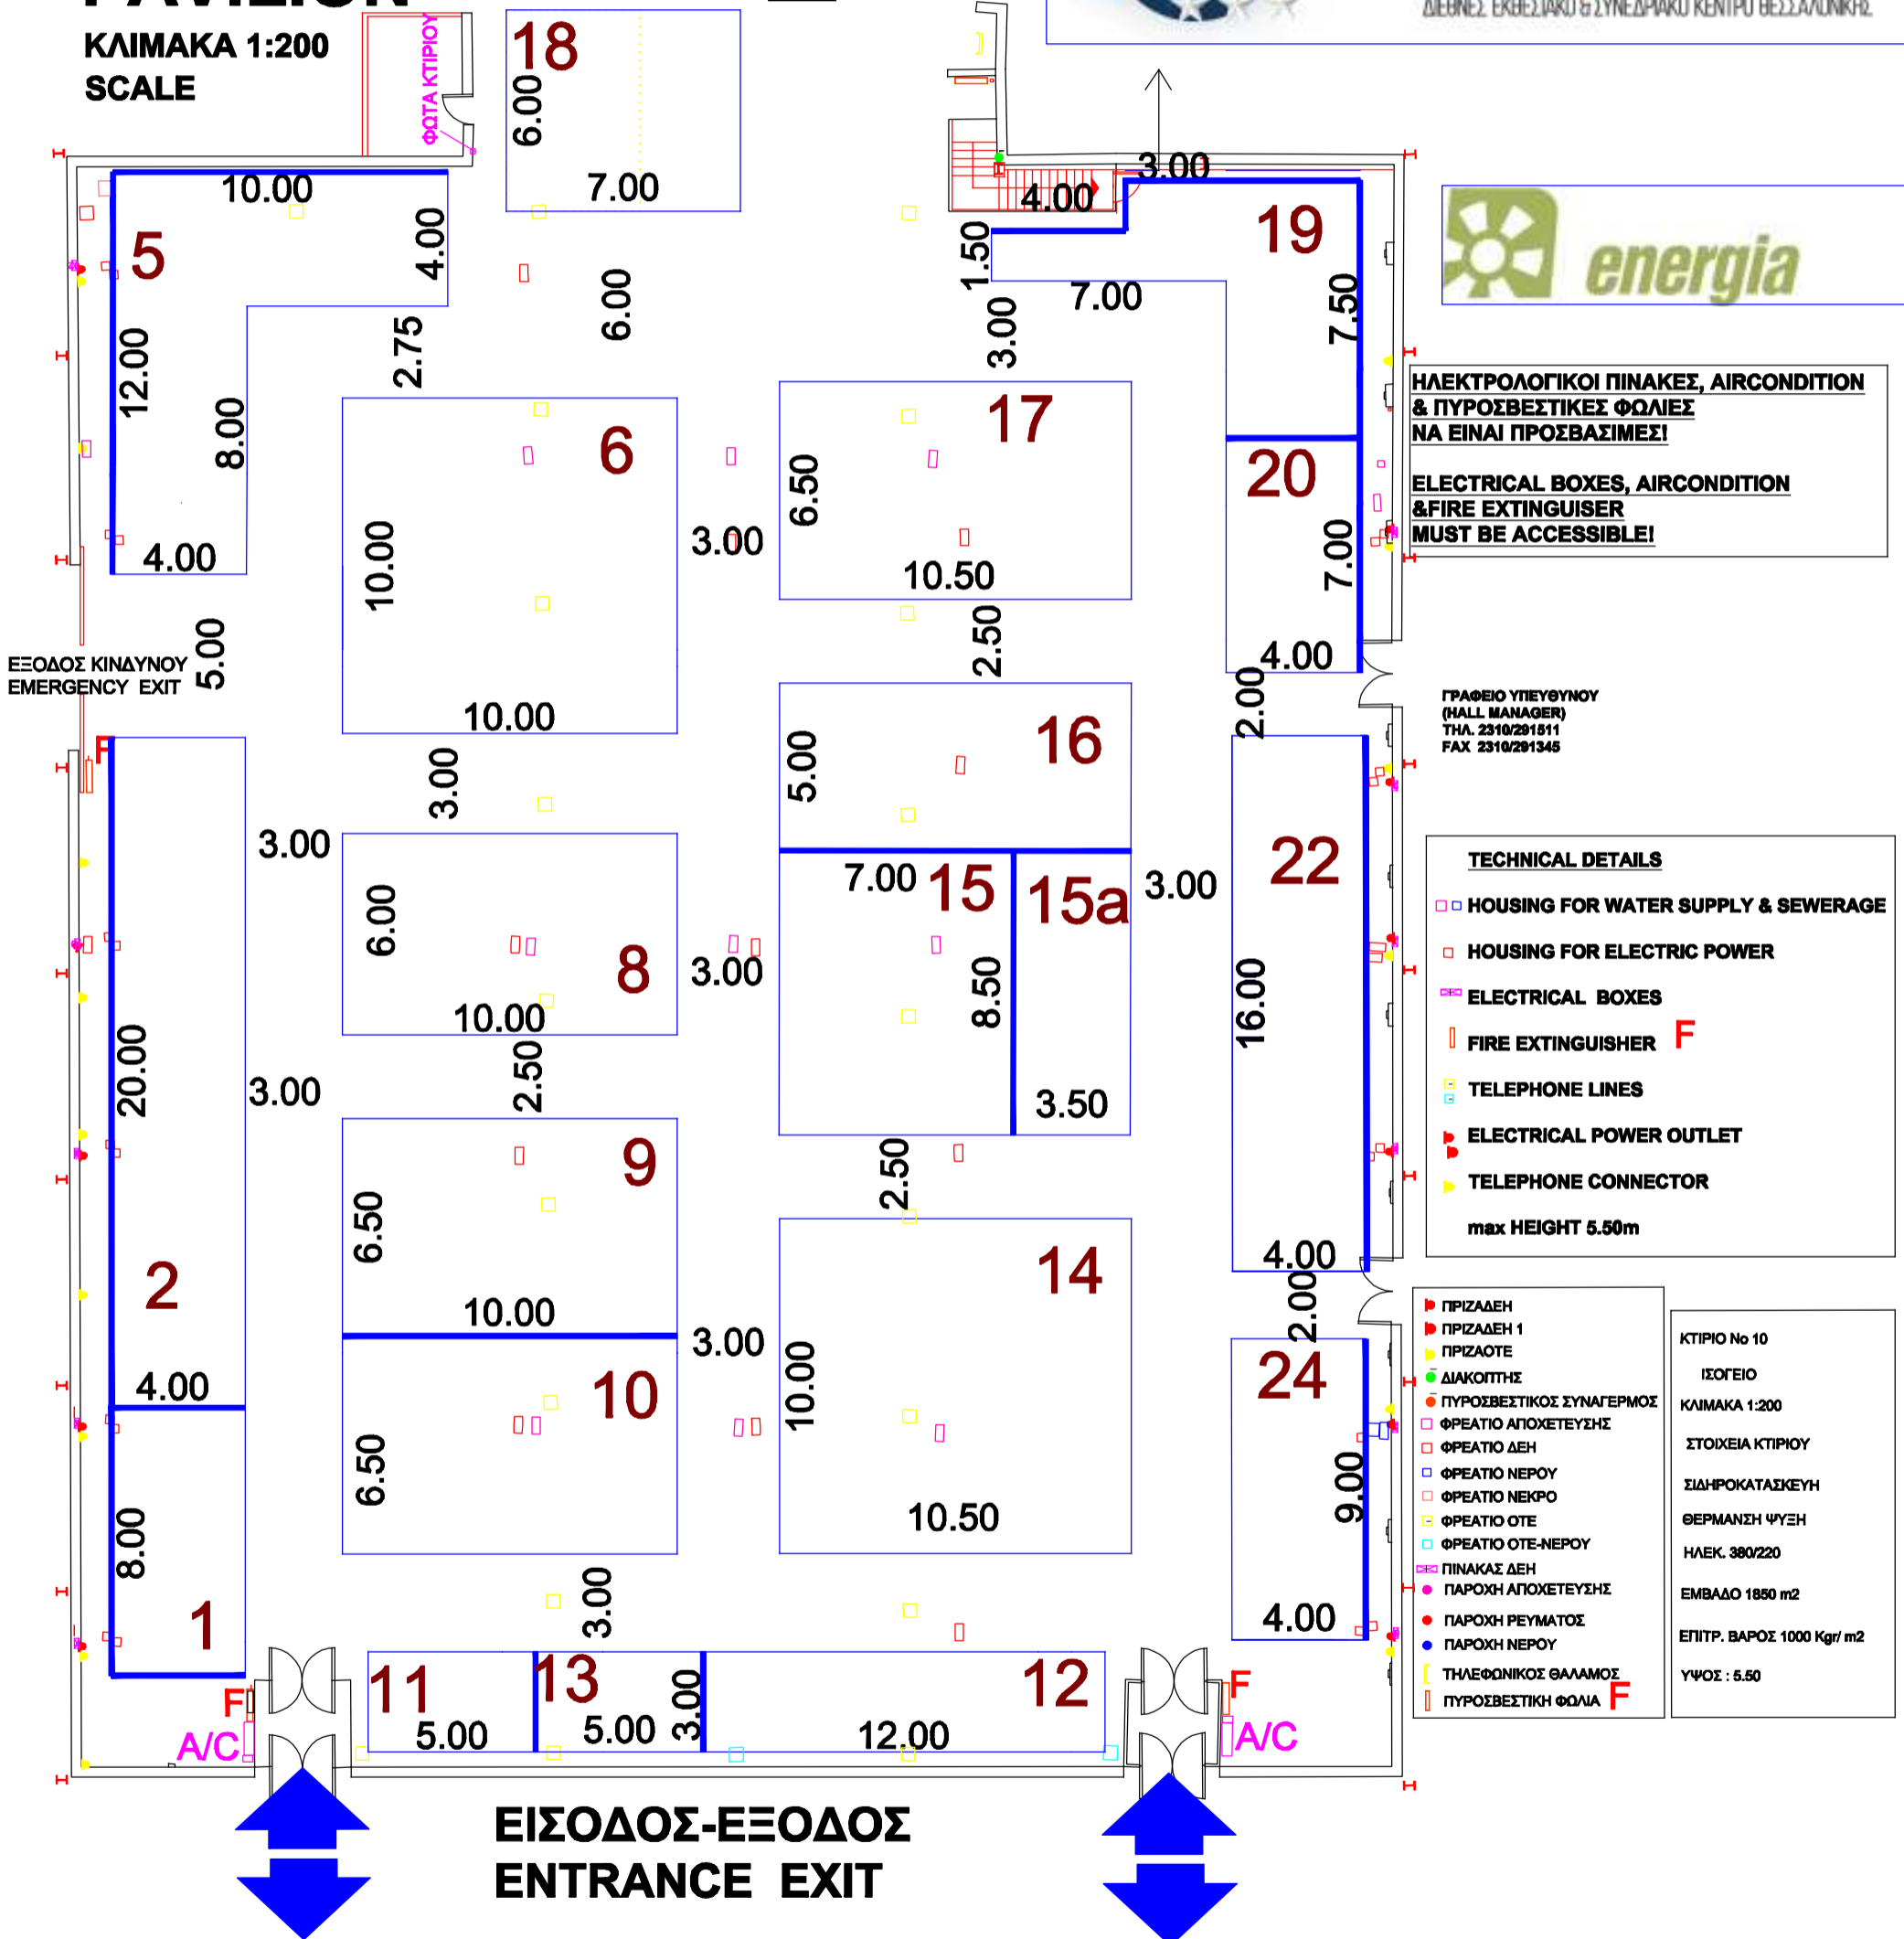 PAVILION
ΚΛΙΜΑΚΑ 1:200
SCALE
ΔΙΕΘΝΕΣ ΕΚΘΕΣΙΑΚΟ & ΣΥΝΕΔΡΙΑΚΟ ΚΕΝΤΡΟ ΘΕΣΣΑΛΟΝΙΚΗΣ
ΦΩΤΑ ΚΤΙΡΙΟΥ
18
6.00
7.00
10.00
5
4.00
12.00
8.00
4.00
2.75
6.00
3.00
4.00
19
1.50
7.00
3.00
7.50
energia
ΗΛΕΚΤΡΟΛΟΓΙΚΟΙ ΠΙΝΑΚΕΣ, AIRCONDITION
& ΠΥΡΟΣΒΕΣΤΙΚΕΣ ΦΩΛΙΕΣ
ΝΑ ΕΙΝΑΙ ΠΡΟΣΒΑΣΙΜΕΣ!
ELECTRICAL BOXES, AIRCONDITION
&FIRE EXTINGUISER
MUST BE ACCESSIBLE!
6
10.00
10.00
3.00
17
6.50
10.50
2.50
20
7.00
4.00
2.00
5.00
ΕΞΟΔΟΣ ΚΙΝΔΥΝΟΥ
EMERGENCY EXIT
ΓΡΑΦΕΙΟ ΥΠΕΥΘΥΝΟΥ
(HALL MANAGER)
ΤΗΛ. 2310/291511
FAX 2310/291345
F
3.00
3.00
16
5.00
22
16.00
4.00
2.00
8
6.00
10.00
3.00
2.50
7.00
15
15a
8.50
3.50
3.00
2.50
TECHNICAL DETAILS
HOUSING FOR WATER SUPPLY & SEWERAGE
HOUSING FOR ELECTRIC POWER
ELECTRICAL BOXES
FIRE EXTINGUISHER F
TELEPHONE LINES
ELECTRICAL POWER OUTLET
TELEPHONE CONNECTOR
max HEIGHT 5.50m
20.00
3.00
2
4.00
9
6.50
10.00
3.00
14
10.00
10.50
10
6.50
3.00
24
9.00
4.00
8.00
1
F
A/C
11
5.00
13
5.00
3.00
12
12.00
F
A/C
ΠΡΙΖΑΔΕΗ
ΠΡΙΖΑΔΕΗ 1
ΠΡΙΖΑΟΤΕ
ΔΙΑΚΟΠΤΗΣ
ΠΥΡΟΣΒΕΣΤΙΚΟΣ ΣΥΝΑΓΕΡΜΟΣ
ΦΡΕΑΤΙΟ ΑΠΟΧΕΤΕΥΣΗΣ
ΦΡΕΑΤΙΟ ΔΕΗ
ΦΡΕΑΤΙΟ ΝΕΡΟΥ
ΦΡΕΑΤΙΟ ΝΕΚΡΟ
ΦΡΕΑΤΙΟ ΟΤΕ
ΦΡΕΑΤΙΟ ΟΤΕ-ΝΕΡΟΥ
ΠΙΝΑΚΑΣ ΔΕΗ
ΠΑΡΟΧΗ ΑΠΟΧΕΤΕΥΣΗΣ
ΠΑΡΟΧΗ ΡΕΥΜΑΤΟΣ
ΠΑΡΟΧΗ ΝΕΡΟΥ
ΤΗΛΕΦΩΝΙΚΟΣ ΘΑΛΑΜΟΣ
ΠΥΡΟΣΒΕΣΤΙΚΗ ΦΩΛΙΑ F
ΚΤΙΡΙΟ Νο 10
ΙΣΟΓΕΙΟ
ΚΛΙΜΑΚΑ 1:200
ΣΤΟΙΧΕΙΑ ΚΤΙΡΙΟΥ
ΣΙΔΗΡΟΚΑΤΑΣΚΕΥΗ
ΘΕΡΜΑΝΣΗ ΨΥΞΗ
ΗΛΕΚ. 380/220
ΕΜΒΑΔΟ 1850 m2
ΕΠΙΤΡ. ΒΑΡΟΣ 1000 Kgr/ m2
ΥΨΟΣ : 5.50
ΕΙΣΟΔΟΣ-ΕΞΟΔΟΣ
ENTRANCE EXIT